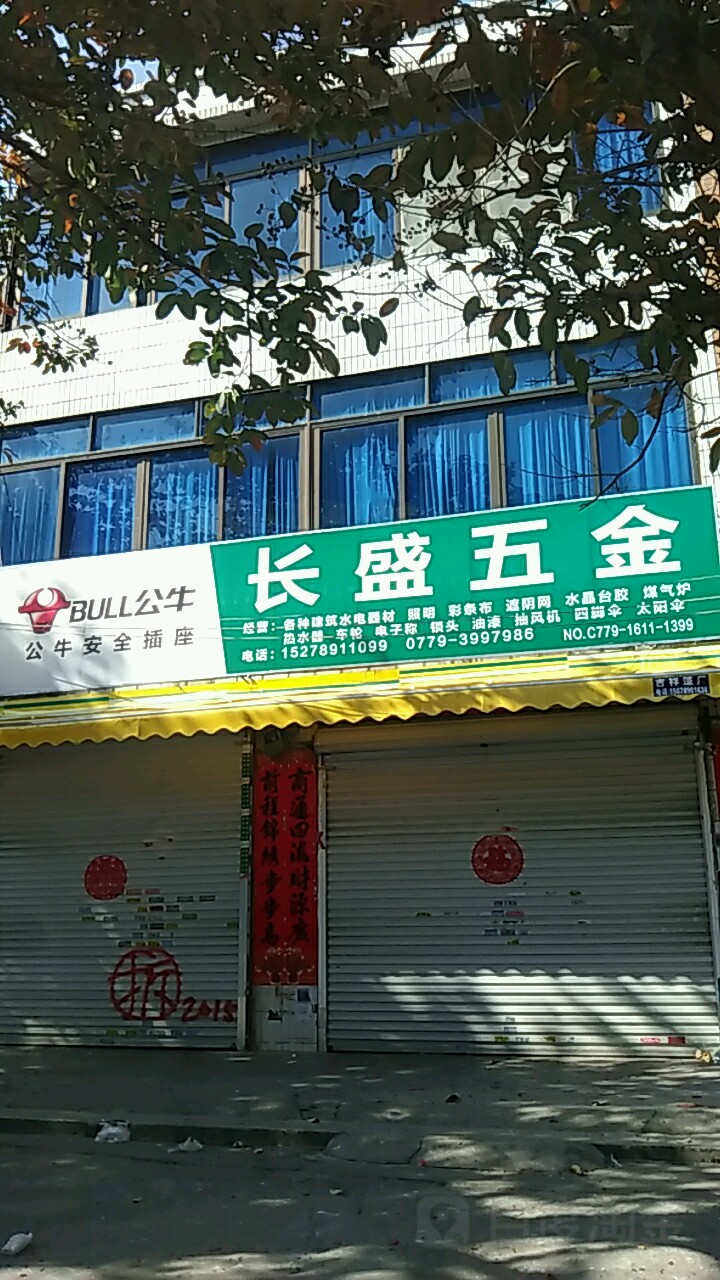 BULL公牛
公牛安全插座
长盛五金
经营：各种建筑水电器材 照明 彩条布 遮阴网 水晶台胶 煤气炉
热水器 车轮 电子称 锁头 油漆 抽风机 四岗伞 太阳伞
电话：15278911099 0779-3997986 NO.C779-1611-1399
吉祥篷厂
商通四海财源广
前程锦绣步步高
拆
2015